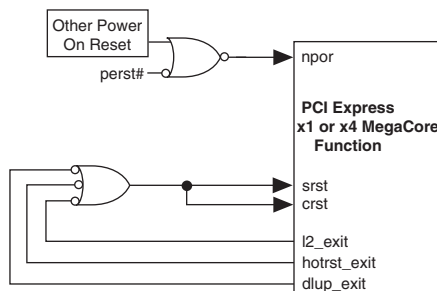 Other Power
On Reset
perst#
npor
PCI Express
x1 or x4 MegaCore
Function
srst
crst
l2_exit
hotrst_exit
dlup_exit